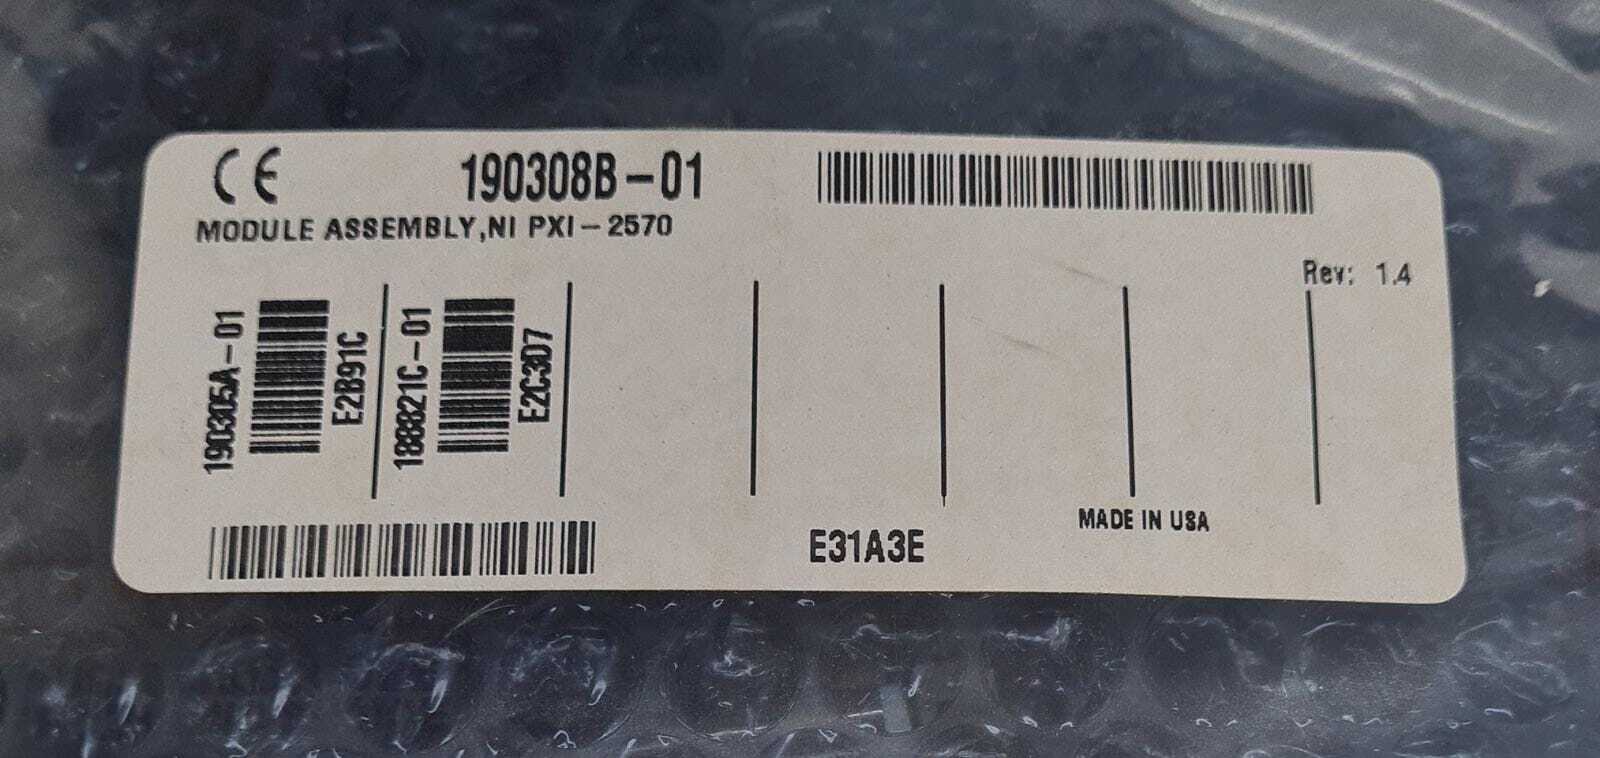 CE 190308B-01
MODULE ASSEMBLY,NI PXI-2570
Rev: 1.4
190305A-01
E2B91C
188821C-01
E2C3D7
MADE IN USA
E31A3E